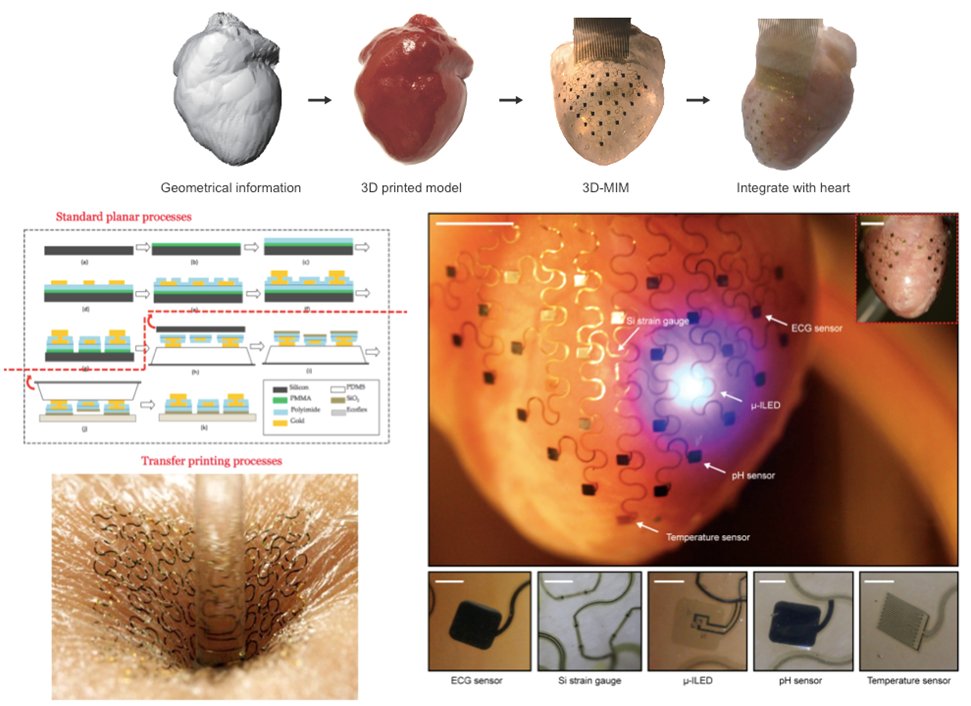 Geometrical information
3D printed model
3D-MIM
Integrate with heart
Standard planar processes
(a)
(b)
(c)
(d)
(f)
(h)
(i)
Silicon
PMMA
Polyimide
Gold
PDMS
SiO2
Ecoflex
(j)
(k)
Transfer printing processes
Si strain gauge
ECG sensor
μ-ILED
pH sensor
Temperature sensor
ECG sensor
Si strain gauge
μ-ILED
pH sensor
Temperature sensor